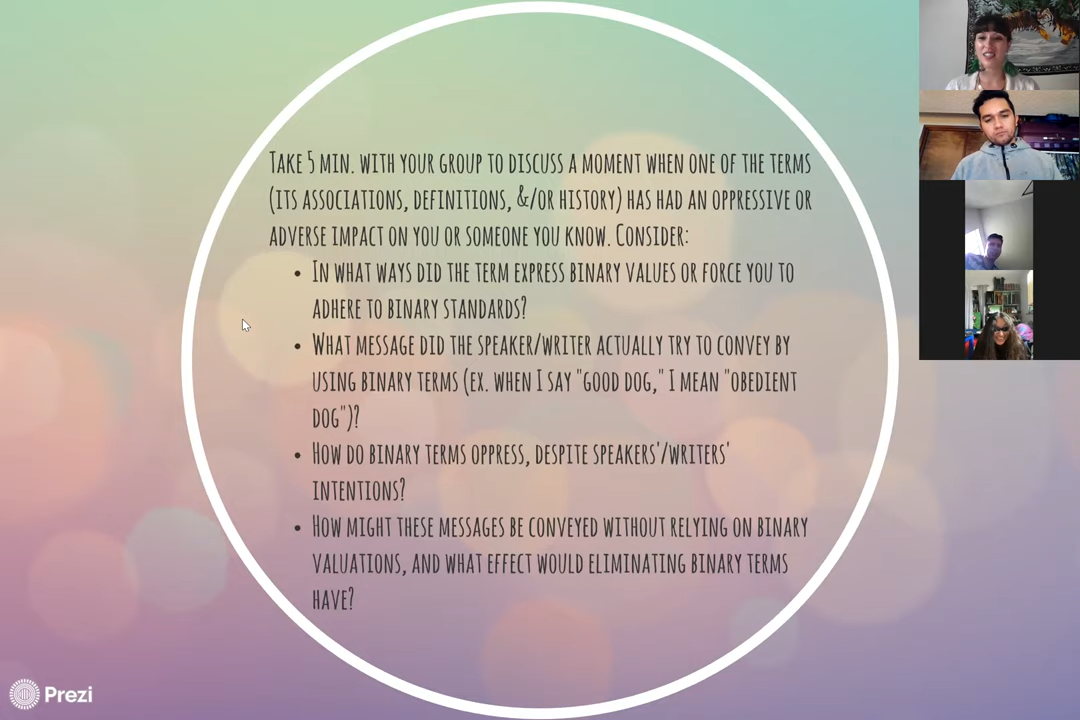 Take 5 min. with your group to discuss a moment when one of the terms
(its associations, definitions, &/or history) has had an oppressive or
adverse impact on you or someone you know. Consider:
• In what ways did the term express binary values or force you to
adhere to binary standards?
• What message did the speaker/writer actually try to convey by
using binary terms (ex. when I say "good dog," I mean "obedient
dog")?
• How do binary terms oppress, despite speakers'/writers'
intentions?
• How might these messages be conveyed without relying on binary
valuations, and what effect would eliminating binary terms
have?
Prezi